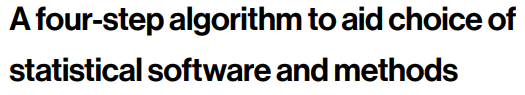 A four-step algorithm to aid choice of
statistical software and methods